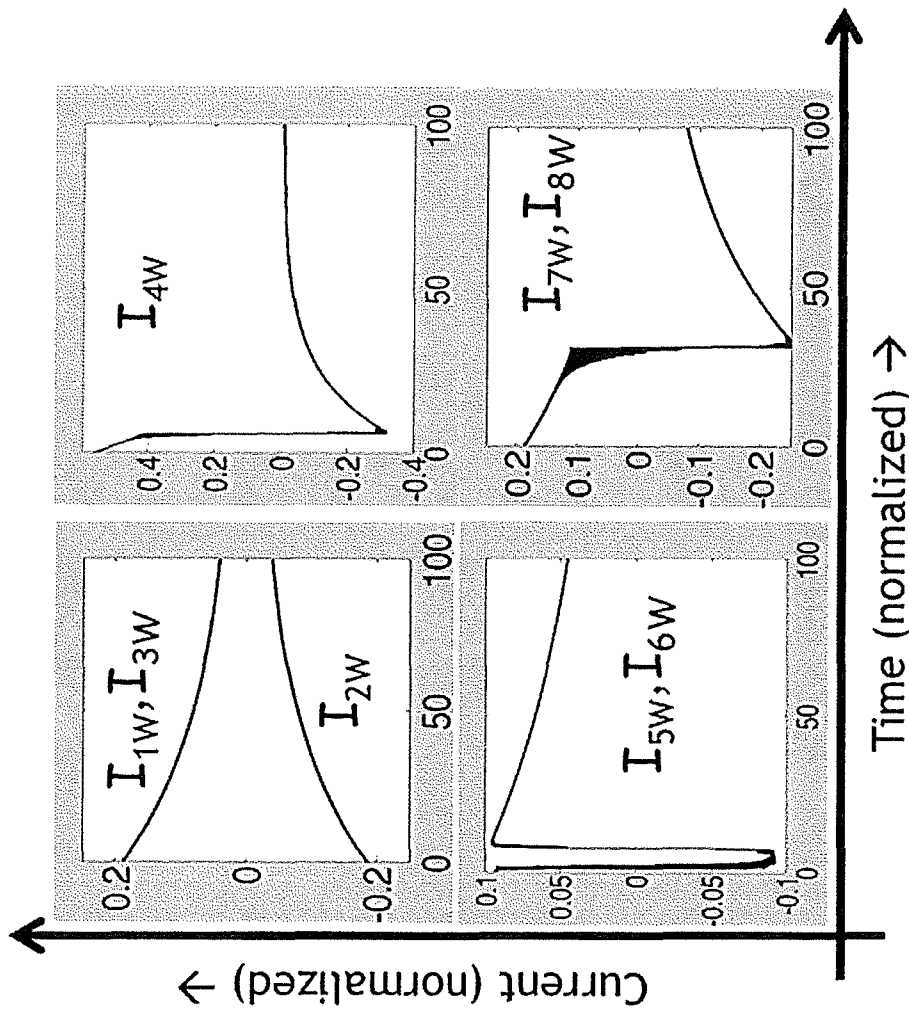 Current (normalized) →
0.2
0
-0.2
I1W, I3W
I2W
0 50 100
0.4
0.2
0
-0.2
-0.4
I4W
0 50 100
0.1
0.05
0
-0.05
-0.1
I5W, I6W
0 50 100
0.2
0.1
0
-0.1
-0.2
I7W, I8W
0 50 100
Time (normalized) →